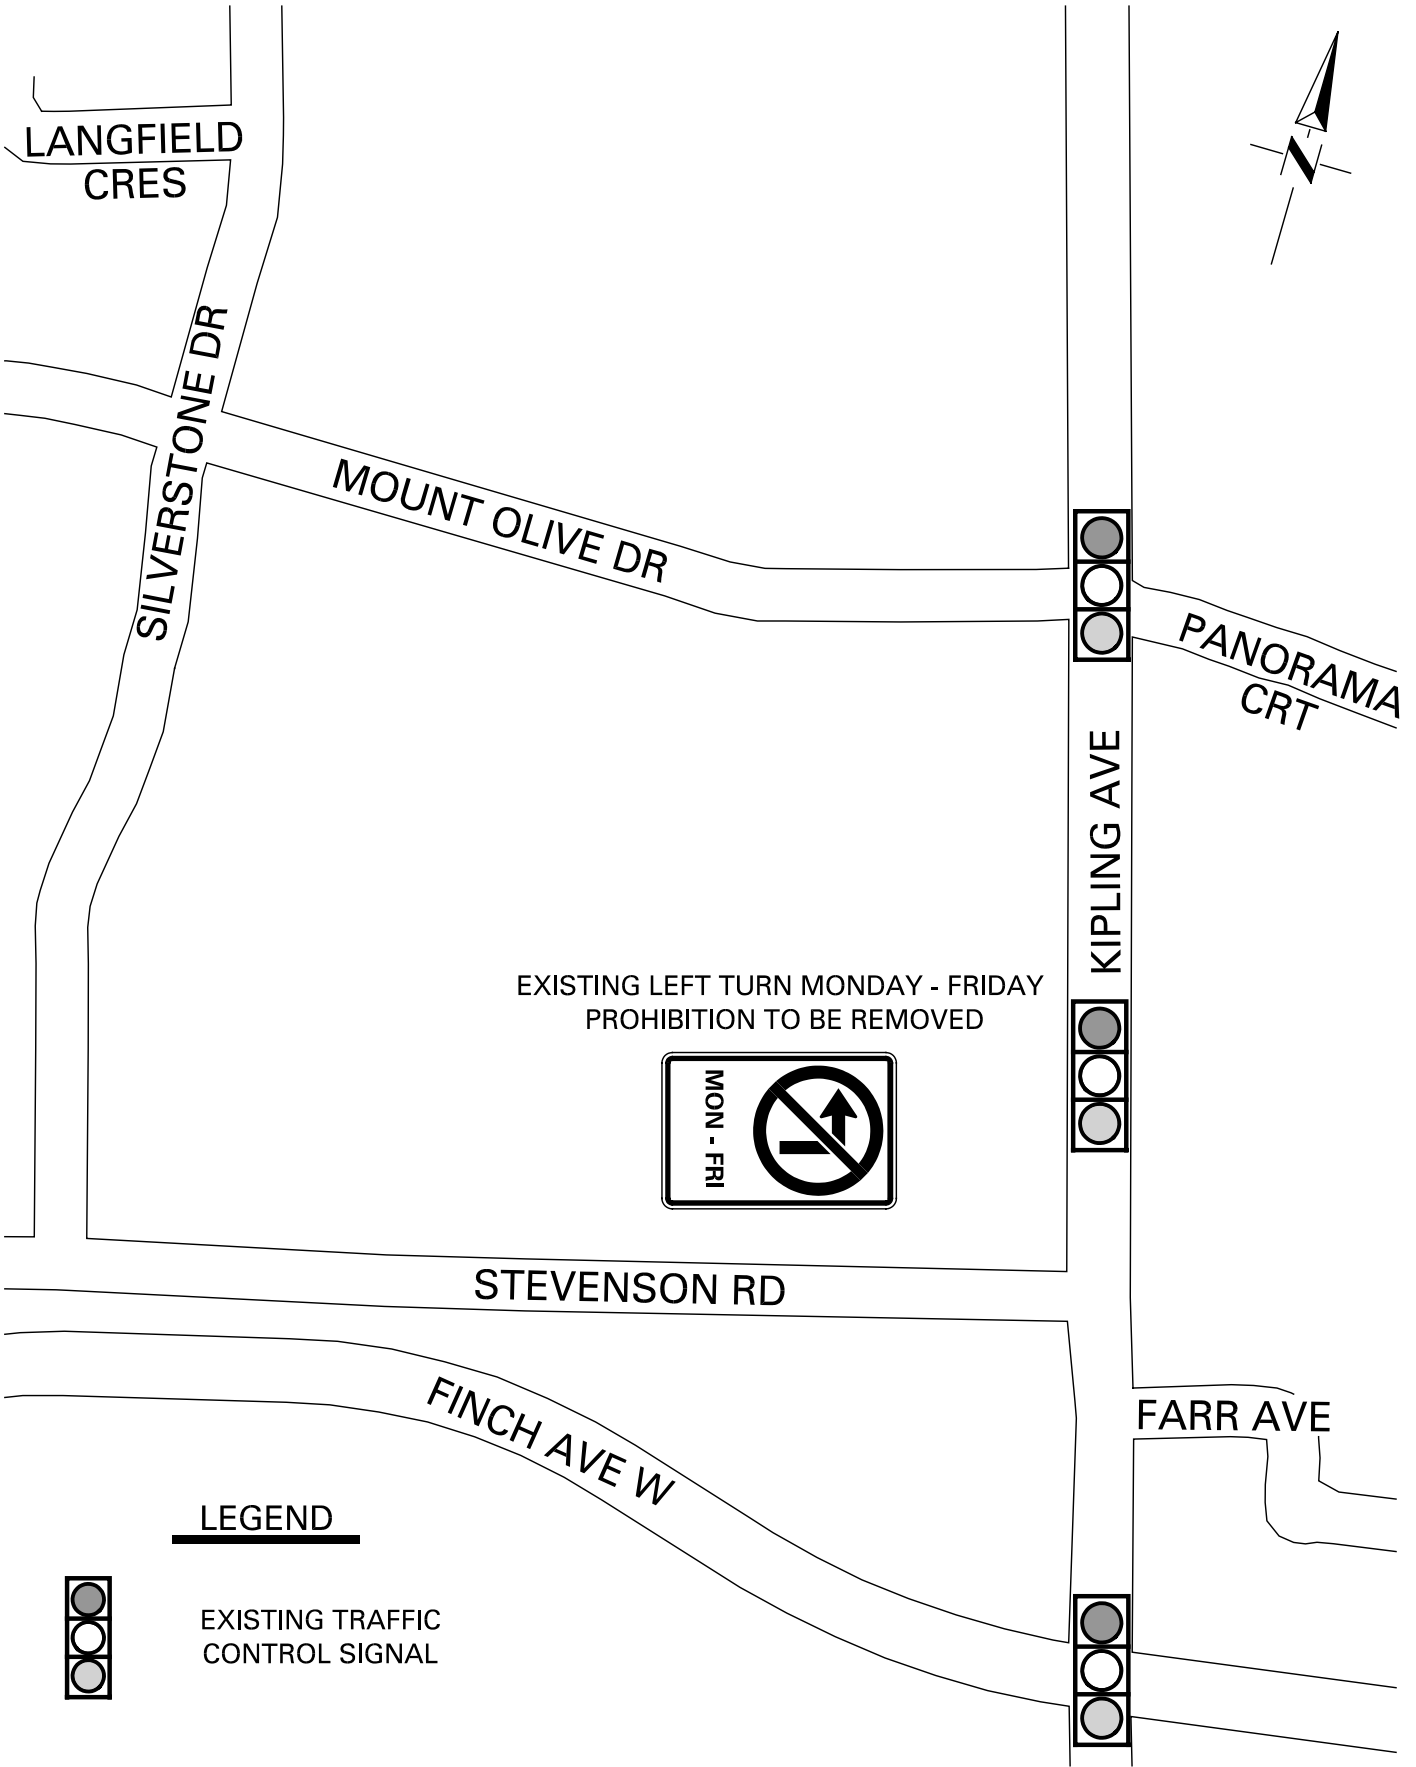 LANGFIELD
CRES
N
SILVERSTONE DR
MOUNT OLIVE DR
PANORAMA
CRT
KIPLING AVE
EXISTING LEFT TURN MONDAY - FRIDAY
PROHIBITION TO BE REMOVED
MON - FRI
STEVENSON RD
FARR AVE
FINCH AVE W
LEGEND
EXISTING TRAFFIC
CONTROL SIGNAL